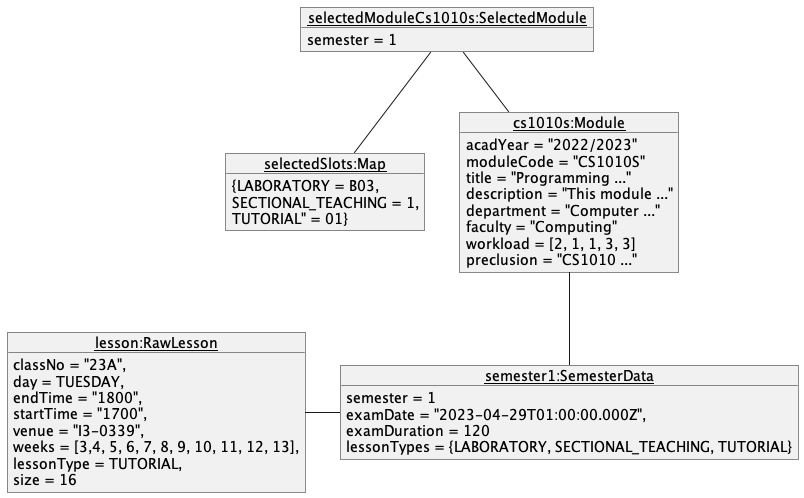 selectedModuleCs1010s:SelectedModule
semester = 1
cs1010s:Module
acadYear = "2022/2023"
moduleCode = "CS1010S"
title = "Programming ..."
description = "This module ..."
department = "Computer ..."
faculty = "Computing"
workload = [2, 1, 1, 3, 3]
preclusion = "CS1010 ..."
selectedSlots:Map
{LABORATORY = B03,
SECTIONAL_TEACHING = 1,
TUTORIAL" = 01}
lesson:RawLesson
classNo = "23A",
day = TUESDAY,
endTime = "1800",
startTime = "1700",
venue = "I3-0339",
weeks = [3,4, 5, 6, 7, 8, 9, 10, 11, 12, 13],
lessonType = TUTORIAL,
size = 16
semester1:SemesterData
semester = 1
examDate = "2023-04-29T01:00:00.000Z",
examDuration = 120
lessonTypes = {LABORATORY, SECTIONAL_TEACHING, TUTORIAL}